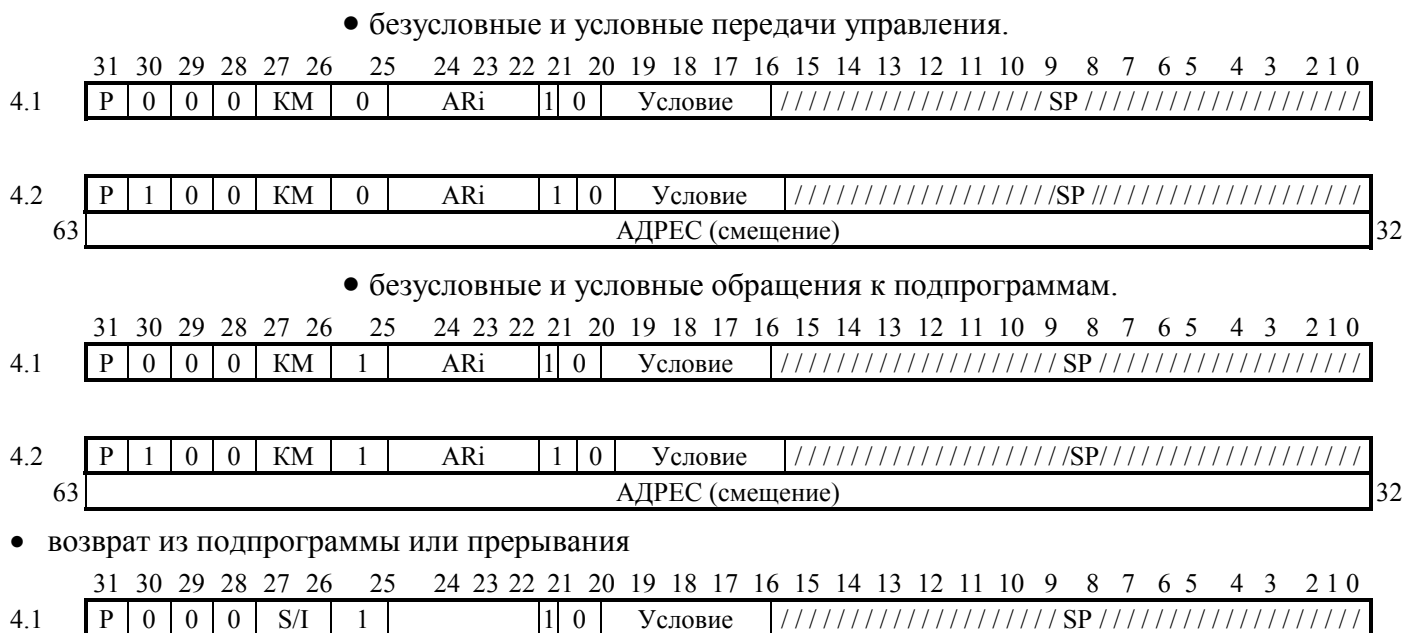 • безусловные и условные передачи управления.
31 30 29 28 27 26 25 24 23 22 21 20 19 18 17 16 15 14 13 12 11 10 9 8 7 6 5 4 3 2 1 0
4.1 P 0 0 0 КМ 0 ARi 1 0 Условие / / / / / / / / / / / / / / / / / / / SP / / / / / / / / / / / / / / / / / / / /
4.2 P 1 0 0 КМ 0 ARi 1 0 Условие / / / / / / / / / / / / / / / / / / /SP // / / / / / / / / / / / / / / / / / /
63 АДРЕС (смещение) 32
• безусловные и условные обращения к подпрограммам.
31 30 29 28 27 26 25 24 23 22 21 20 19 18 17 16 15 14 13 12 11 10 9 8 7 6 5 4 3 2 1 0
4.1 P 0 0 0 КМ 1 ARi 1 0 Условие / / / / / / / / / / / / / / / / / / / / SP / / / / / / / / / / / / / / / / / / /
4.2 P 1 0 0 КМ 1 ARi 1 0 Условие / / / / / / / / / / / / / / / / / / / /SP/ / / / / / / / / / / / / / / / / / /
63 АДРЕС (смещение) 32
• возврат из подпрограммы или прерывания
31 30 29 28 27 26 25 24 23 22 21 20 19 18 17 16 15 14 13 12 11 10 9 8 7 6 5 4 3 2 1 0
4.1 P 0 0 0 S/I 1 1 0 Условие / / / / / / / / / / / / / / / / / / / / SP / / / / / / / / / / / / / / / / / / /